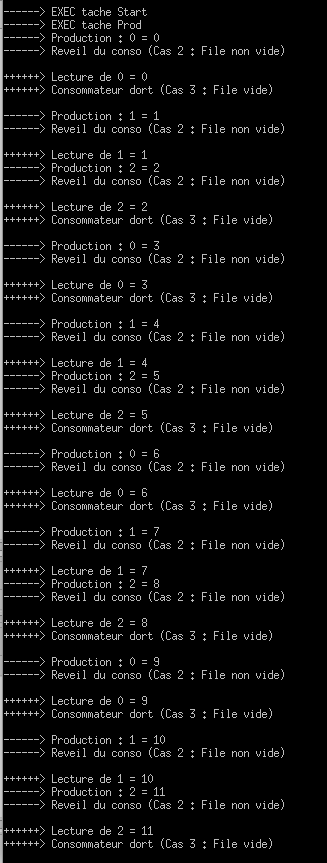 ------> EXEC tache Start
------> EXEC tache Prod
------> Production : 0 = 0
------> Reveil du conso (Cas 2 : File non vide)
++++++> Lecture de 0 = 0
++++++> Consommateur dort (Cas 3 : File vide)
------> Production : 1 = 1
------> Reveil du conso (Cas 2 : File non vide)
++++++> Lecture de 1 = 1
------> Production : 2 = 2
------> Reveil du conso (Cas 2 : File non vide)
++++++> Lecture de 2 = 2
++++++> Consommateur dort (Cas 3 : File vide)
------> Production : 0 = 3
------> Reveil du conso (Cas 2 : File non vide)
++++++> Lecture de 0 = 3
++++++> Consommateur dort (Cas 3 : File vide)
------> Production : 1 = 4
------> Reveil du conso (Cas 2 : File non vide)
++++++> Lecture de 1 = 4
------> Production : 2 = 5
------> Reveil du conso (Cas 2 : File non vide)
++++++> Lecture de 2 = 5
++++++> Consommateur dort (Cas 3 : File vide)
------> Production : 0 = 6
------> Reveil du conso (Cas 2 : File non vide)
++++++> Lecture de 0 = 6
++++++> Consommateur dort (Cas 3 : File vide)
------> Production : 1 = 7
------> Reveil du conso (Cas 2 : File non vide)
++++++> Lecture de 1 = 7
------> Production : 2 = 8
------> Reveil du conso (Cas 2 : File non vide)
++++++> Lecture de 2 = 8
++++++> Consommateur dort (Cas 3 : File vide)
------> Production : 0 = 9
------> Reveil du conso (Cas 2 : File non vide)
++++++> Lecture de 0 = 9
++++++> Consommateur dort (Cas 3 : File vide)
------> Production : 1 = 10
------> Reveil du conso (Cas 2 : File non vide)
++++++> Lecture de 1 = 10
------> Production : 2 = 11
------> Reveil du conso (Cas 2 : File non vide)
++++++> Lecture de 2 = 11
++++++> Consommateur dort (Cas 3 : File vide)